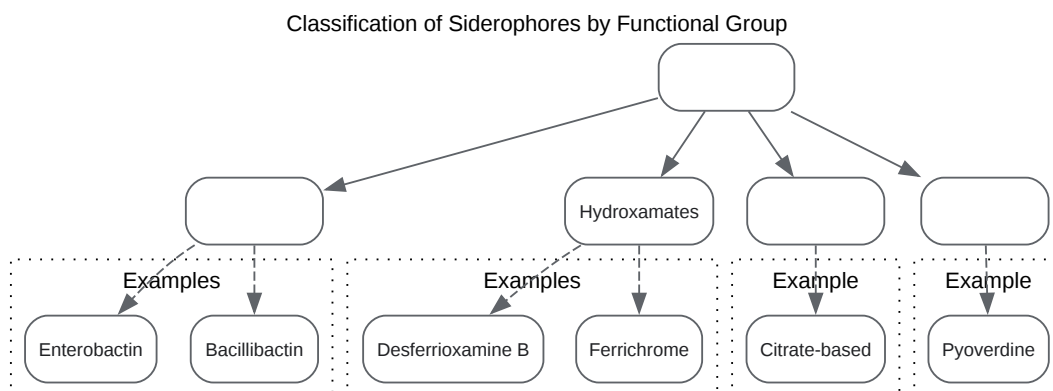 Classification of Siderophores by Functional Group
Hydroxamates
Examples
Examples
Example
Example
Enterobactin
Bacillibactin
Desferrioxamine B
Ferrichrome
Citrate-based
Pyoverdine